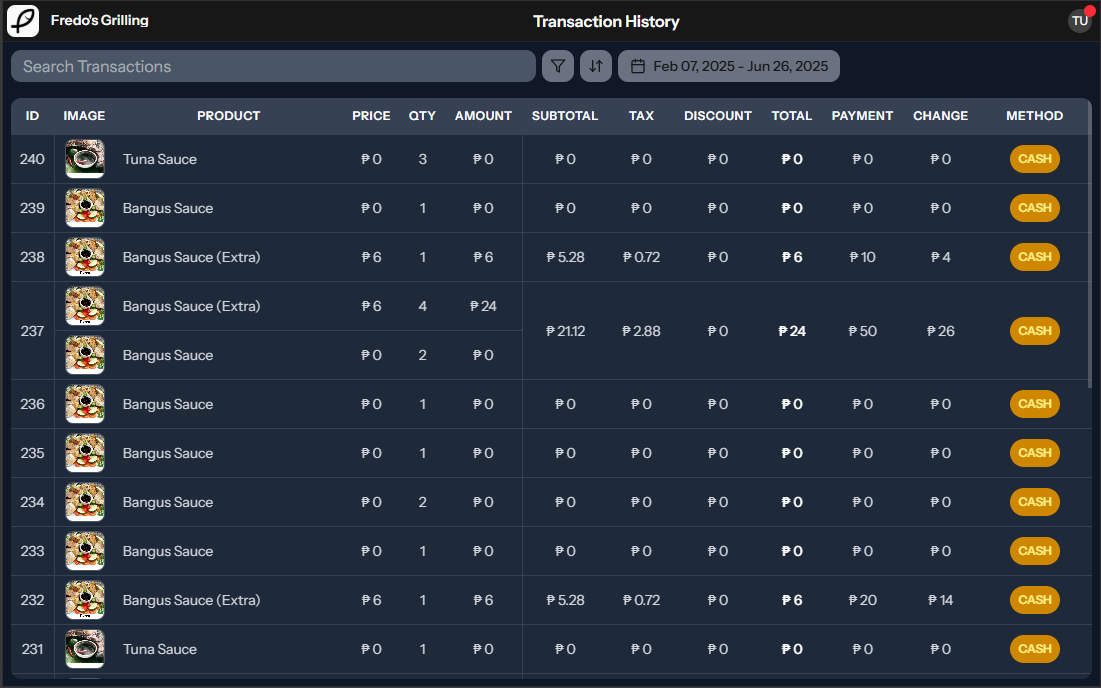 Fredo's Grilling
Transaction History
TU
Search Transactions
Feb 07, 2025 - Jun 26, 2025
ID IMAGE PRODUCT PRICE QTY AMOUNT SUBTOTAL TAX DISCOUNT TOTAL PAYMENT CHANGE METHOD
240 Tuna Sauce ₱ 0 3 ₱ 0 ₱ 0 ₱ 0 ₱ 0 ₱ 0 ₱ 0 ₱ 0 CASH
239 Bangus Sauce ₱ 0 1 ₱ 0 ₱ 0 ₱ 0 ₱ 0 ₱ 0 ₱ 0 ₱ 0 CASH
238 Bangus Sauce (Extra) ₱ 6 1 ₱ 6 ₱ 5.28 ₱ 0.72 ₱ 0 ₱ 6 ₱ 10 ₱ 4 CASH
Bangus Sauce (Extra) ₱ 6 4 ₱ 24
237 ₱ 21.12 ₱ 2.88 ₱ 0 ₱ 24 ₱ 50 ₱ 26 CASH
Bangus Sauce ₱ 0 2 ₱ 0
236 Bangus Sauce ₱ 0 1 ₱ 0 ₱ 0 ₱ 0 ₱ 0 ₱ 0 ₱ 0 ₱ 0 CASH
235 Bangus Sauce ₱ 0 1 ₱ 0 ₱ 0 ₱ 0 ₱ 0 ₱ 0 ₱ 0 ₱ 0 CASH
234 Bangus Sauce ₱ 0 2 ₱ 0 ₱ 0 ₱ 0 ₱ 0 ₱ 0 ₱ 0 ₱ 0 CASH
233 Bangus Sauce ₱ 0 1 ₱ 0 ₱ 0 ₱ 0 ₱ 0 ₱ 0 ₱ 0 ₱ 0 CASH
232 Bangus Sauce (Extra) ₱ 6 1 ₱ 6 ₱ 5.28 ₱ 0.72 ₱ 0 ₱ 6 ₱ 20 ₱ 14 CASH
231 Tuna Sauce ₱ 0 1 ₱ 0 ₱ 0 ₱ 0 ₱ 0 ₱ 0 ₱ 0 ₱ 0 CASH